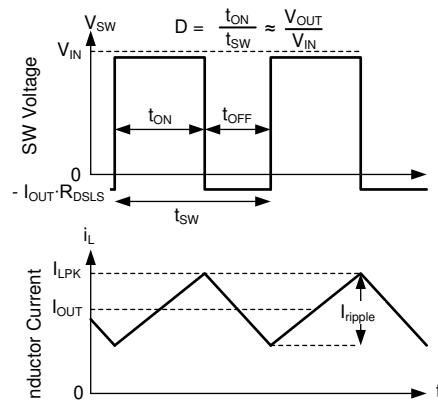 V_SW
D = t_ON / t_SW ≈ V_OUT / V_IN
V_IN
SW Voltage
t_ON
t_OFF
0
- I_OUT·R_DSLS
t_SW
i_L
I_LPK
I_OUT
nductor Current
I_ripple
0
t